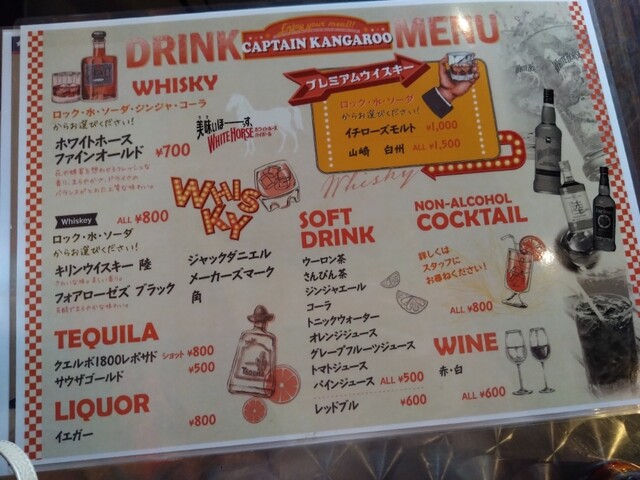 Enjoy your meal!!!
DRINK CAPTAIN KANGAROO MENU
WHISKY
ロック・水・ソーダ・ジンジャ・コーラ
からお選びください!
ホワイトホース
ファインオールド ¥700
美味いほーーす。
WHITE HORSE
プレミアムウイスキー
ロック・水・ソーダ
からお選びください!
イチローズモルト ¥1,000
山崎 白州 ALL ¥1,500
Whisky
WHISKY
Whiskey ALL ¥800
ロック・水・ソーダ
からお選びください!
キリンウイスキー 陸
フォアローゼズ ブラック
ジャックダニエル
メーカーズマーク
角
TEQUILA
クエルボ1800レポサド ショット ¥800
サウザゴールド ¥500
TEQUILA
LIQUOR
イエガー ¥800
SOFT
DRINK
ウーロン茶
さんぴん茶
ジンジャエール
コーラ
トニックウォーター
オレンジジュース
グレープフルーツジュース
トマトジュース
パインジュース ALL ¥500
レッドブル ¥600
NON-ALCOHOL
COCKTAIL
詳しくは
スタッフに
お尋ねください!
ALL ¥800
WINE
赤・白
ALL ¥600